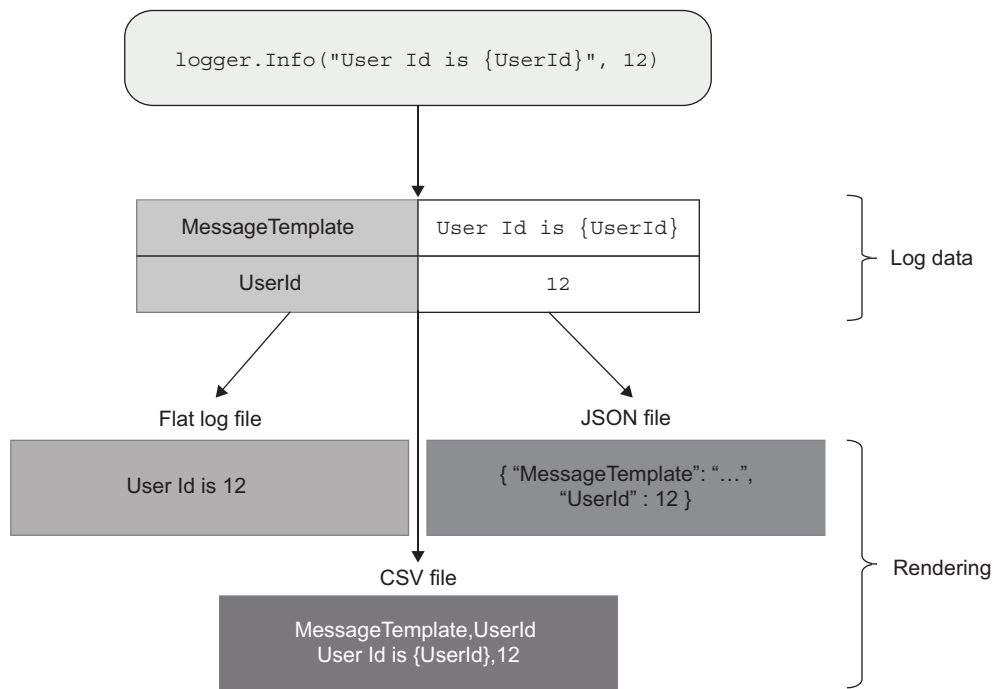 logger.Info("User Id is {UserId}", 12)
MessageTemplate
User Id is {UserId}
UserId
12
Log data
Flat log file
JSON file
User Id is 12
{ “MessageTemplate”: “…”,
“UserId” : 12 }
Rendering
CSV file
MessageTemplate,UserId
User Id is {UserId},12